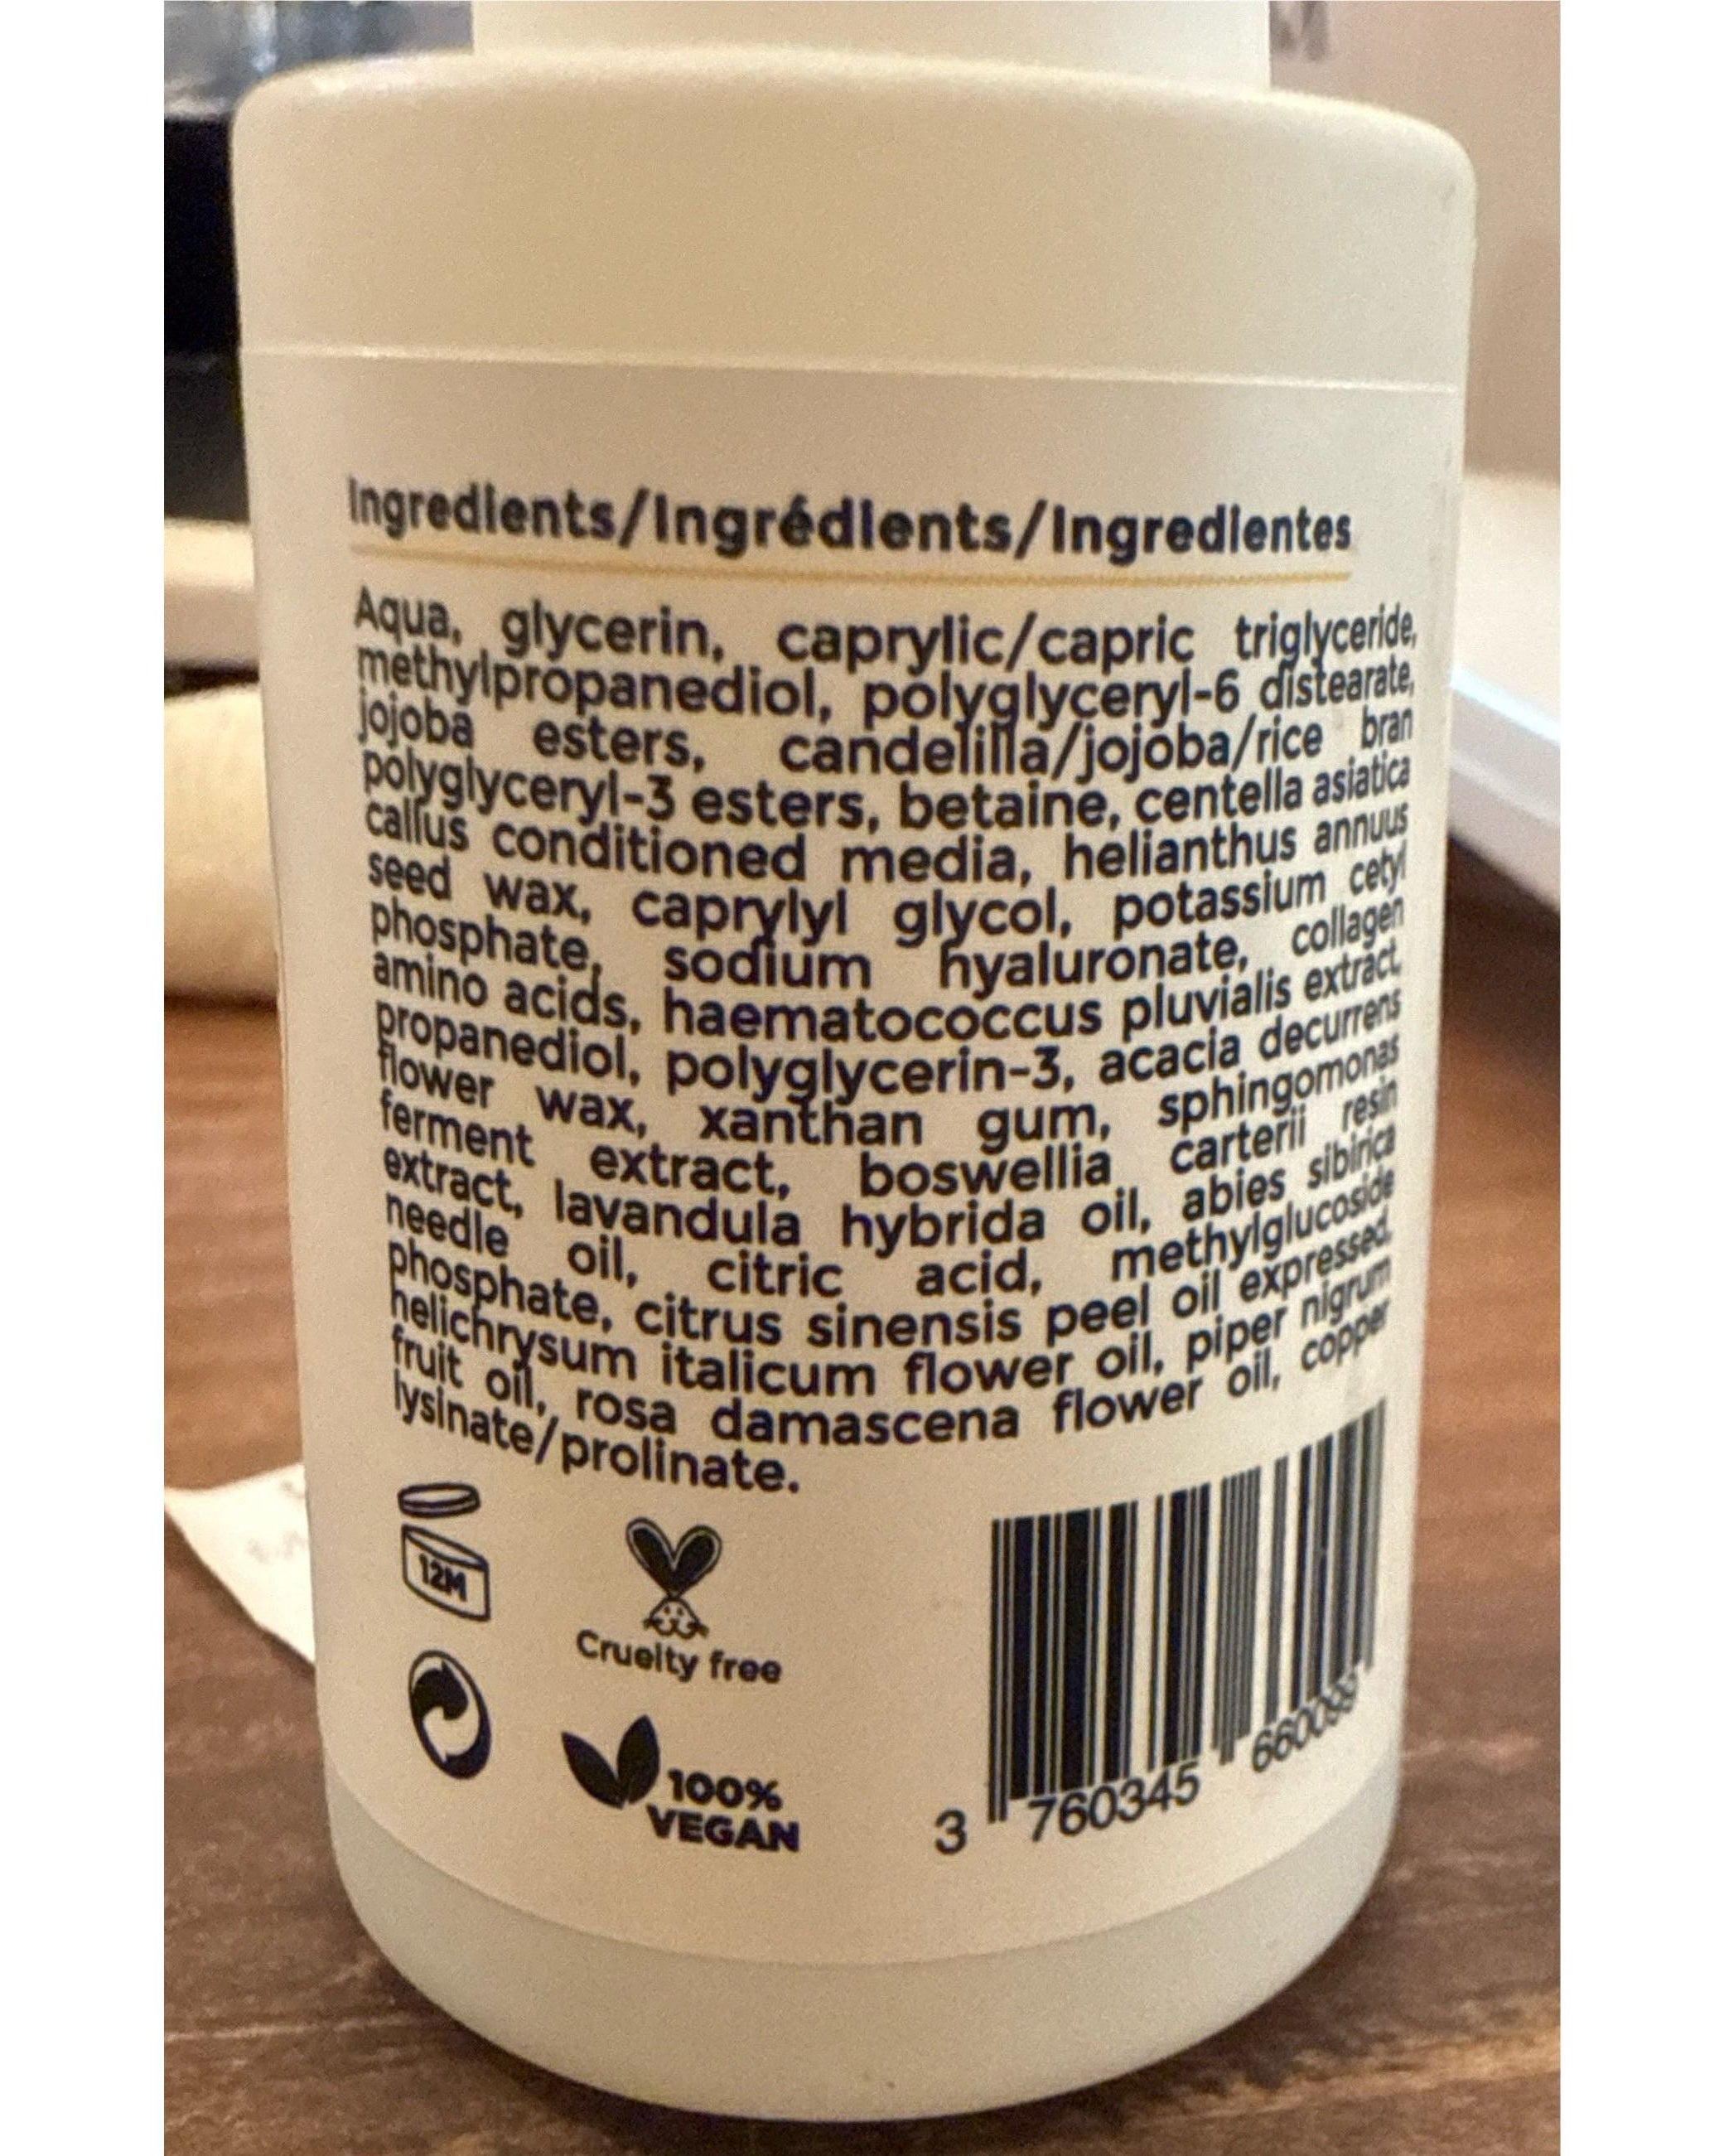 Ingredients/Ingrédients/Ingredientes
Aqua, glycerin, caprylic/capric triglyceride,
methylpropanediol, polyglyceryl-6 distearate,
jojoba esters, candelilla/jojoba/rice bran
polyglyceryl-3 esters, betaine, centella asiatica
callus conditioned media, helianthus annuus
seed wax, caprylyl glycol, potassium cetyl
phosphate, sodium hyaluronate, collagen
amino acids, haematococcus pluvialis extract,
propanediol, polyglycerin-3, acacia decurrens
flower wax, xanthan gum, sphingomonas
ferment extract, boswellia carterii resin
extract, lavandula hybrida oil, abies sibirica
needle oil, citric acid, methylglucoside
phosphate, citrus sinensis peel oil expressed,
helichrysum italicum flower oil, piper nigrum
fruit oil, rosa damascena flower oil, copper
lysinate/prolinate.
12M
Cruelty free
100%
VEGAN
3 760345